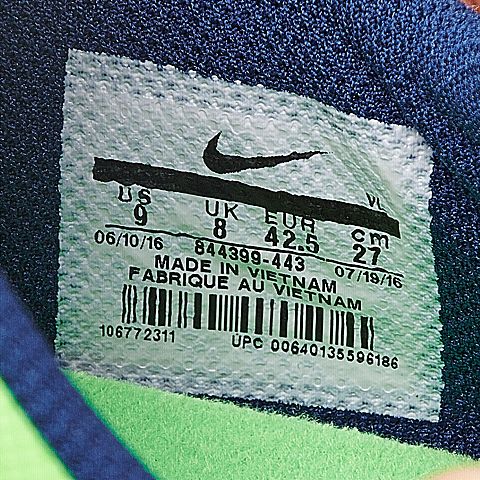 VL
US UK EUR cm
9 8 42.5 27
06/10/16 844399-443 07/19/16
MADE IN VIETNAM
FABRIQUE AU VIETNAM
106772311 UPC 00640135596186